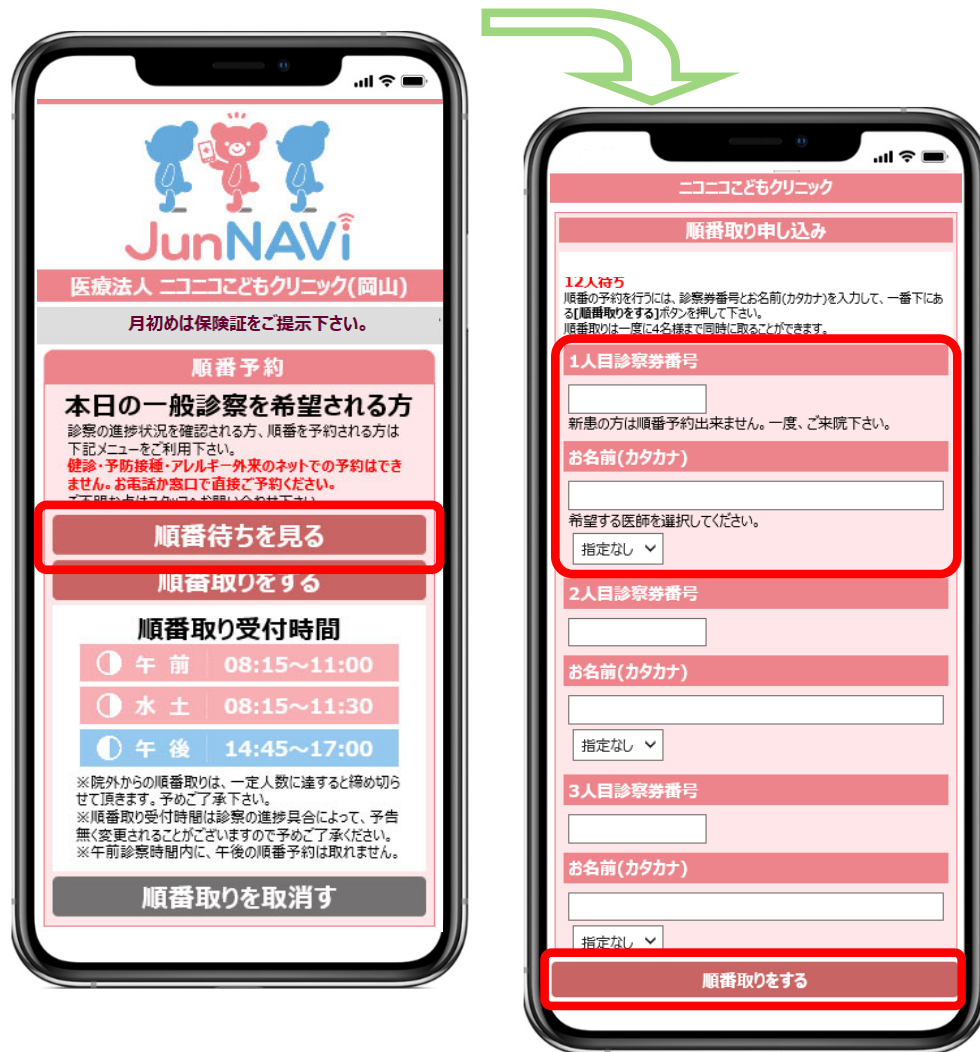 JunNAVi
医療法人 ニコニコこどもクリニック(岡山)
月初めは保険証をご提示下さい。
順番予約
本日の一般診察を希望される方
診察の進捗状況を確認される方、順番を予約される方は
下記メニューをご利用下さい。
健診・予防接種・アレルギー外来のネットでの予約はでき
ません。お電話か窓口で直接ご予約ください。
ご不明な点はスタッフへお問い合わせ下さい
順番待ちを見る
順番取りをする
順番取り受付時間
午前 08:15～11:00
水土 08:15～11:30
午後 14:45～17:00
※院外からの順番取りは、一定人数に達すると締め切ら
せて頂きます。予めご了承下さい。
※順番取り受付時間は診察の進捗具合によって、予告
無く変更されることがございますので予めご了承ください。
※午前診察時間内に、午後の順番予約は取れません。
順番取りを取消す
ニコニコこどもクリニック
順番取り申し込み
12人待ち
順番の予約を行うには、診察券番号とお名前(カタカナ)を入力して、一番下にあ
る[順番取りをする]ボタンを押して下さい。
順番取りは一度に4名様まで同時に取ることができます。
1人目診察券番号
新患の方は順番予約出来ません。一度、ご来院下さい。
お名前(カタカナ)
希望する医師を選択してください。
指定なし
2人目診察券番号
お名前(カタカナ)
指定なし
3人目診察券番号
お名前(カタカナ)
指定なし
順番取りをする